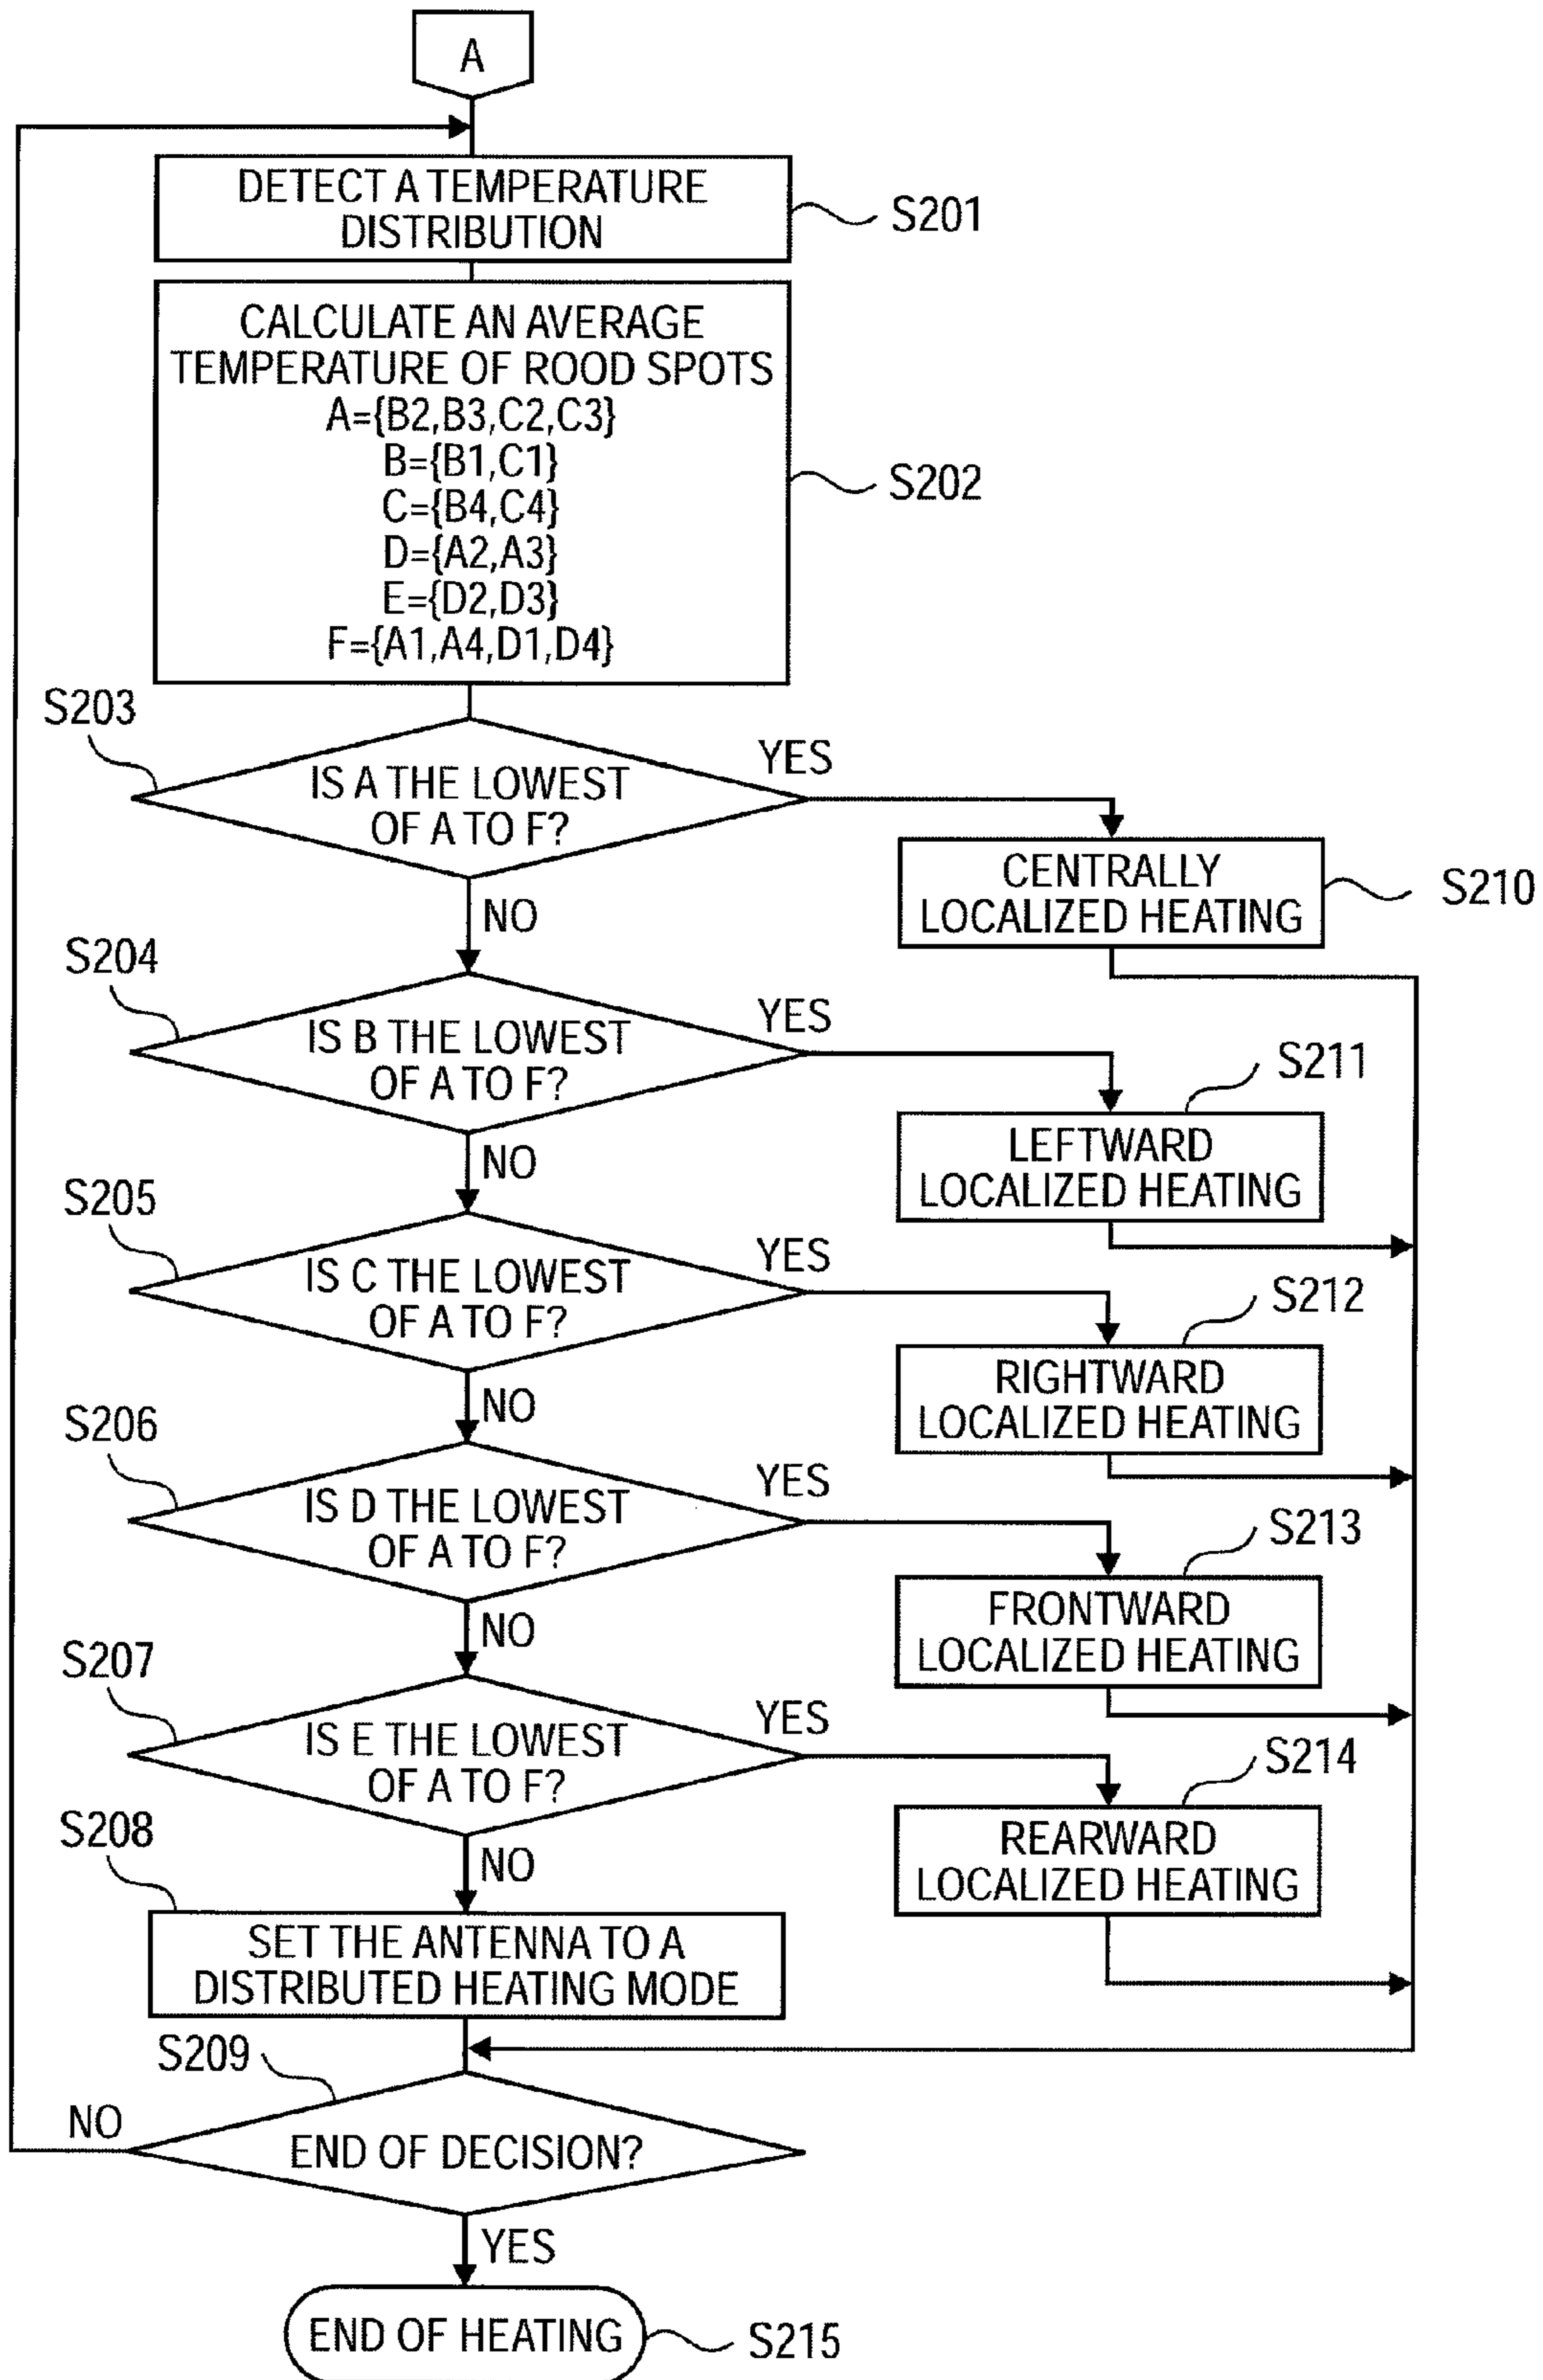 A
DETECT A TEMPERATURE
DISTRIBUTION
S201
CALCULATE AN AVERAGE
TEMPERATURE OF ROOD SPOTS
A={B2,B3,C2,C3}
B={B1,C1}
C={B4,C4}
D={A2,A3}
E={D2,D3}
F={A1,A4,D1,D4}
S202
S203
IS A THE LOWEST
OF A TO F?
YES
NO
CENTRALLY
LOCALIZED HEATING
S210
S204
IS B THE LOWEST
OF A TO F?
YES
NO
S211
LEFTWARD
LOCALIZED HEATING
S205
IS C THE LOWEST
OF A TO F?
YES
NO
S212
RIGHTWARD
LOCALIZED HEATING
S206
IS D THE LOWEST
OF A TO F?
YES
NO
S213
FRONTWARD
LOCALIZED HEATING
S207
IS E THE LOWEST
OF A TO F?
YES
NO
S214
REARWARD
LOCALIZED HEATING
S208
SET THE ANTENNA TO A
DISTRIBUTED HEATING MODE
S209
NO
END OF DECISION?
YES
END OF HEATING
S215